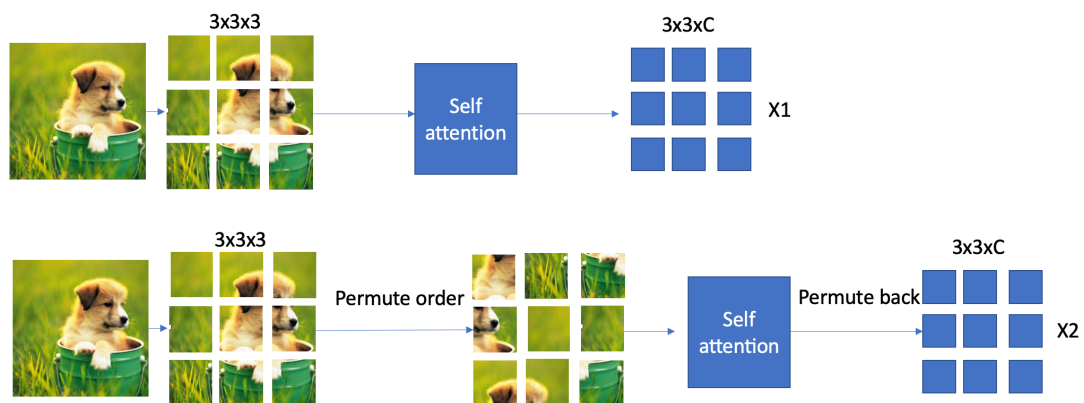 3x3x3
3x3xC
Self
attention
X1
3x3x3
3x3xC
Permute order
Permute back
Self
attention
X2